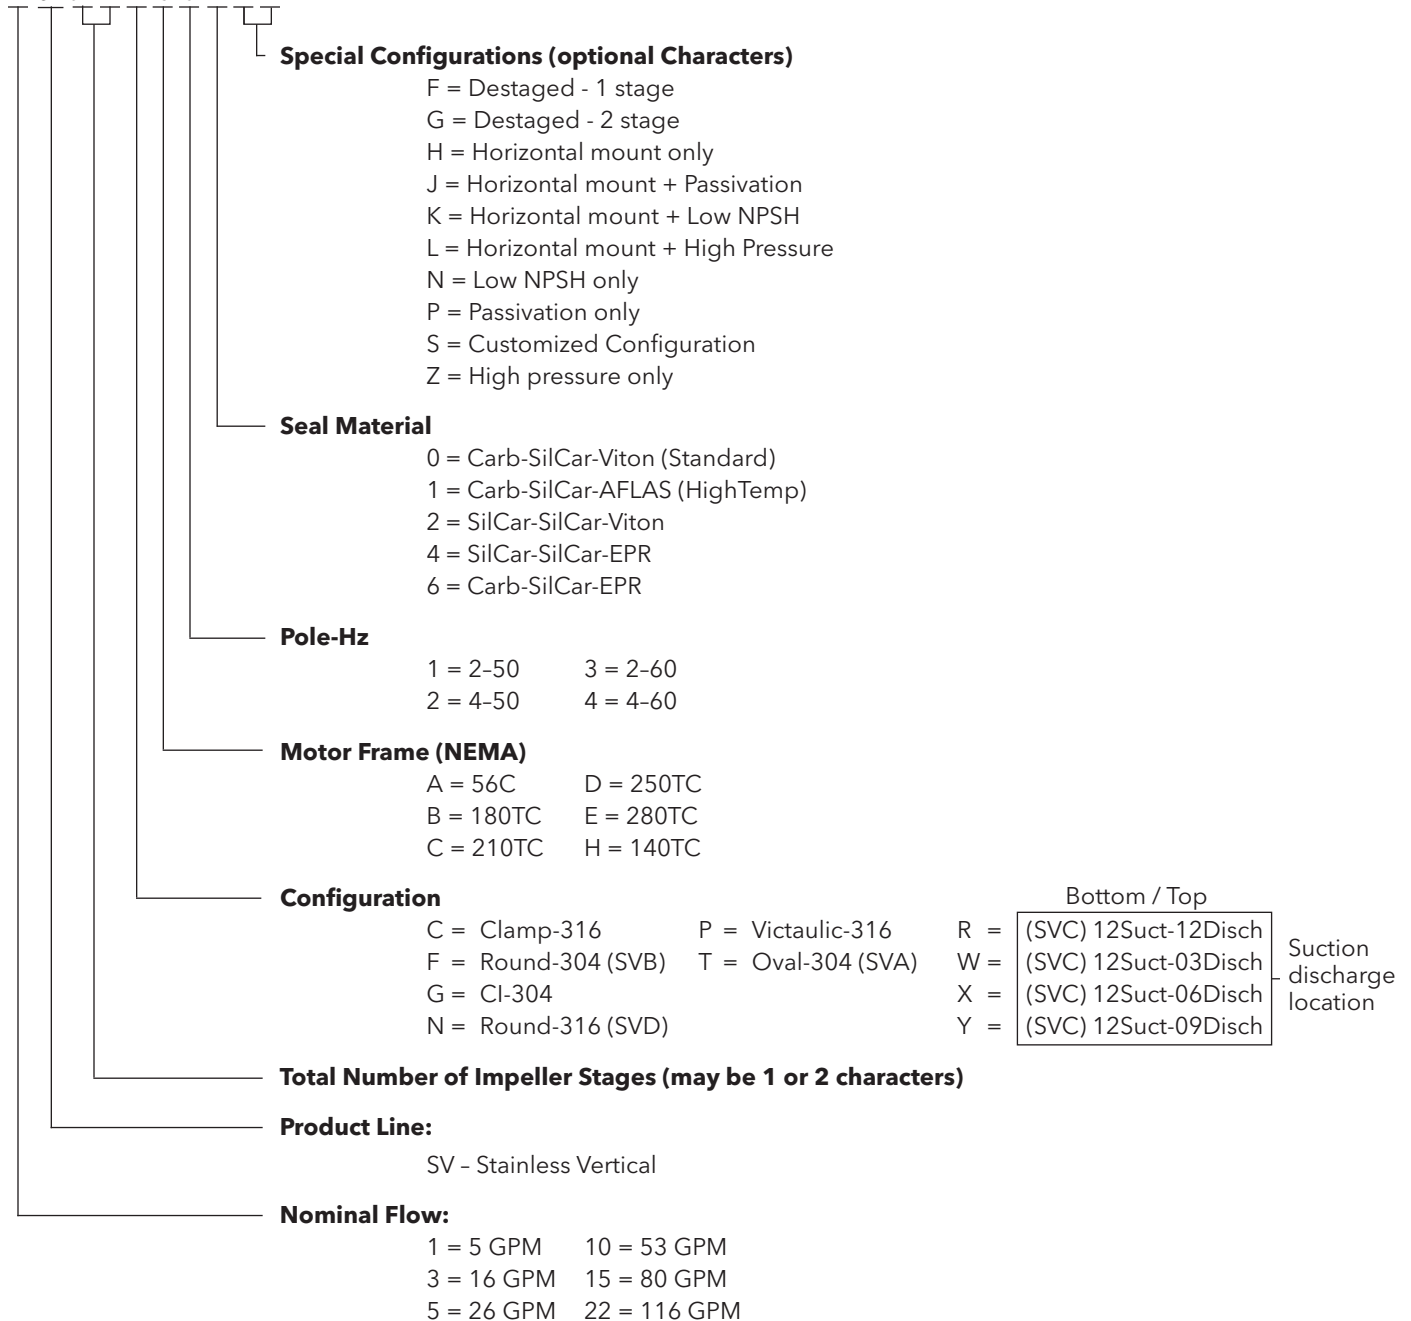 Special Configurations (optional Characters)
F = Destaged - 1 stage
G = Destaged - 2 stage
H = Horizontal mount only
J = Horizontal mount + Passivation
K = Horizontal mount + Low NPSH
L = Horizontal mount + High Pressure
N = Low NPSH only
P = Passivation only
S = Customized Configuration
Z = High pressure only
Seal Material
0 = Carb-SilCar-Viton (Standard)
1 = Carb-SilCar-AFLAS (HighTemp)
2 = SilCar-SilCar-Viton
4 = SilCar-SilCar-EPR
6 = Carb-SilCar-EPR
Pole-Hz
1 = 2–50 3 = 2–60
2 = 4–50 4 = 4–60
Motor Frame (NEMA)
A = 56C D = 250TC
B = 180TC E = 280TC
C = 210TC H = 140TC
Configuration Bottom / Top
C = Clamp-316 P = Victaulic-316 R = (SVC) 12Suct-12Disch
F = Round-304 (SVB) T = Oval-304 (SVA) W = (SVC) 12Suct-03Disch
G = CI-304 X = (SVC) 12Suct-06Disch
N = Round-316 (SVD) Y = (SVC) 12Suct-09Disch
Suction
discharge
location
Total Number of Impeller Stages (may be 1 or 2 characters)
Product Line:
SV – Stainless Vertical
Nominal Flow:
1 = 5 GPM 10 = 53 GPM
3 = 16 GPM 15 = 80 GPM
5 = 26 GPM 22 = 116 GPM